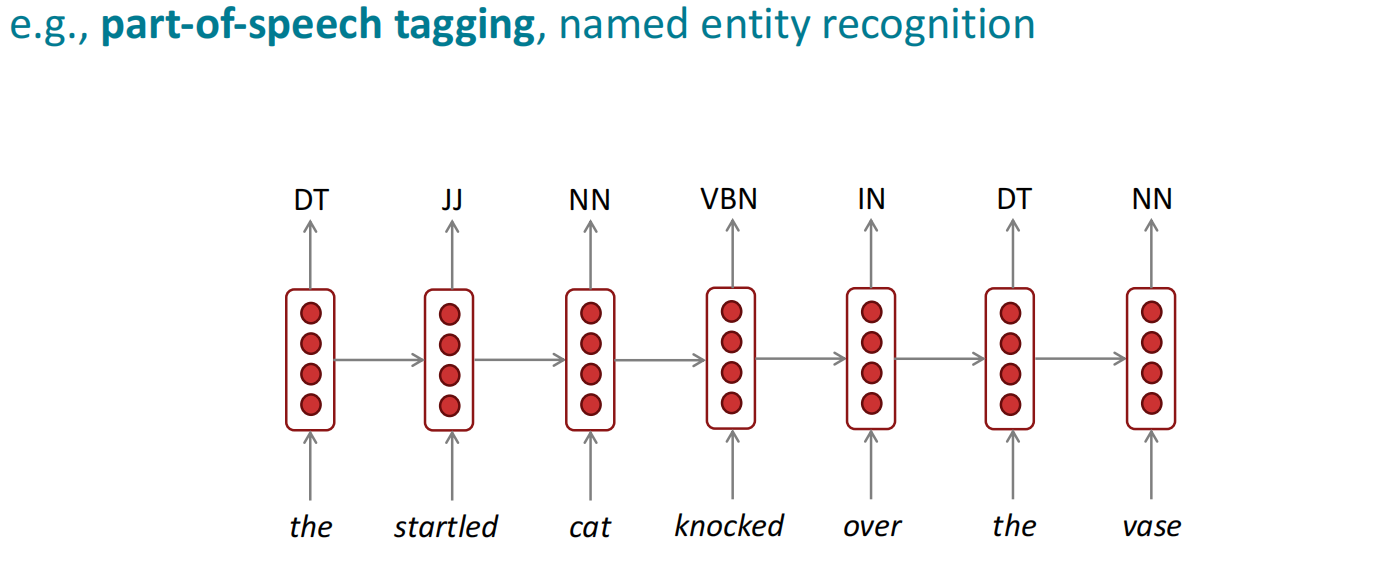 e.g., part-of-speech tagging, named entity recognition
DT JJ NN VBN IN DT NN
the startled cat knocked over the vase